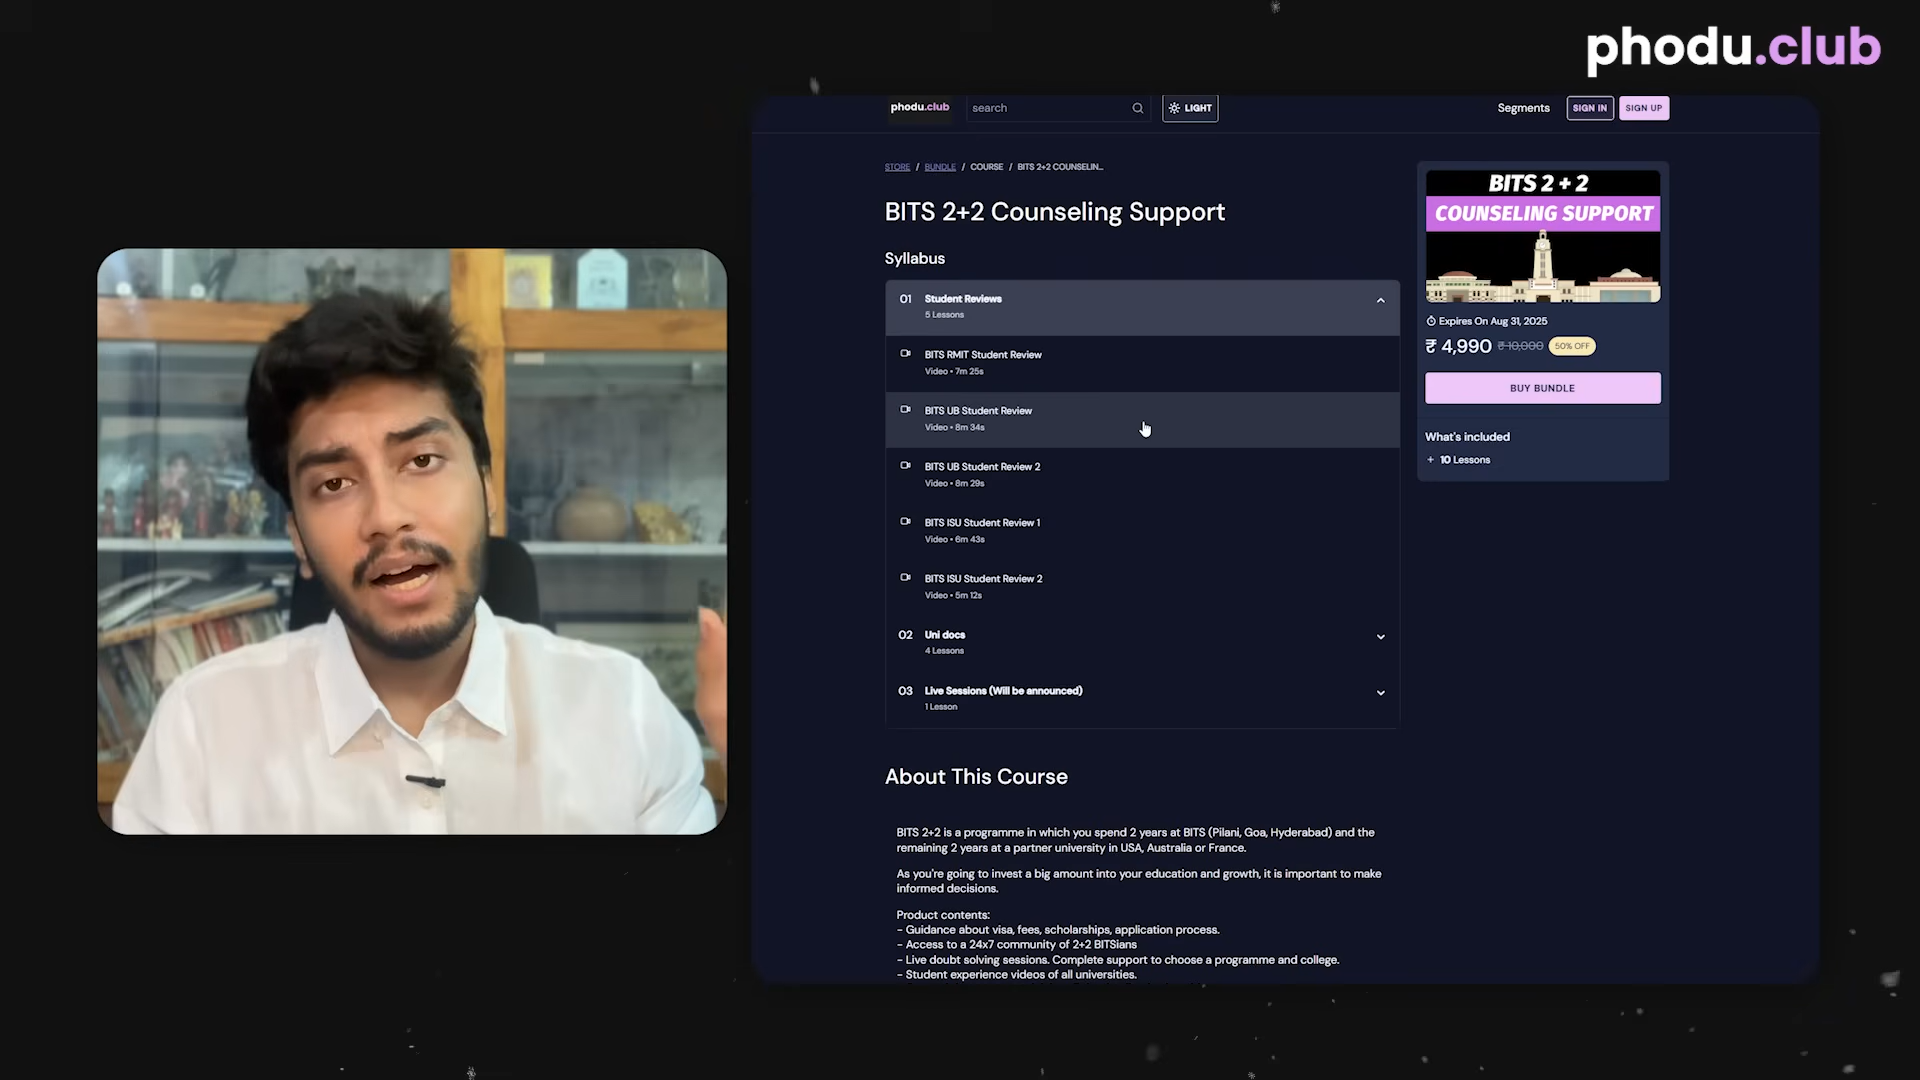 phodu.club
phodu.club
search
LIGHT
Segments
SIGN IN
SIGN UP
STORE / BUNDLE / COURSE / BITS 2+2 COUNSELIN...
BITS 2+2 Counseling Support
Syllabus
01 Student Reviews
5 Lessons
BITS RMIT Student Review
Video • 7m 25s
BITS UB Student Review
Video • 8m 34s
BITS UB Student Review 2
Video • 8m 29s
BITS ISU Student Review 1
Video • 6m 43s
BITS ISU Student Review 2
Video • 5m 12s
02 Uni docs
4 Lessons
03 Live Sessions (Will be announced)
1 Lesson
About This Course
BITS 2+2 is a programme in which you spend 2 years at BITS (Pilani, Goa, Hyderabad) and the
remaining 2 years at a partner university in USA, Australia or France.
As you're going to invest a big amount into your education and growth, it is important to make
informed decisions.
Product contents:
- Guidance about visa, fees, scholarships, application process.
- Access to a 24x7 community of 2+2 BITSians
- Live doubt solving sessions. Complete support to choose a programme and college.
- Student experience videos of all universities.
BITS 2 + 2
COUNSELING SUPPORT
Expires On Aug 31, 2025
₹ 4,990 ₹ 10,000 50% OFF
BUY BUNDLE
What's included
+ 10 Lessons